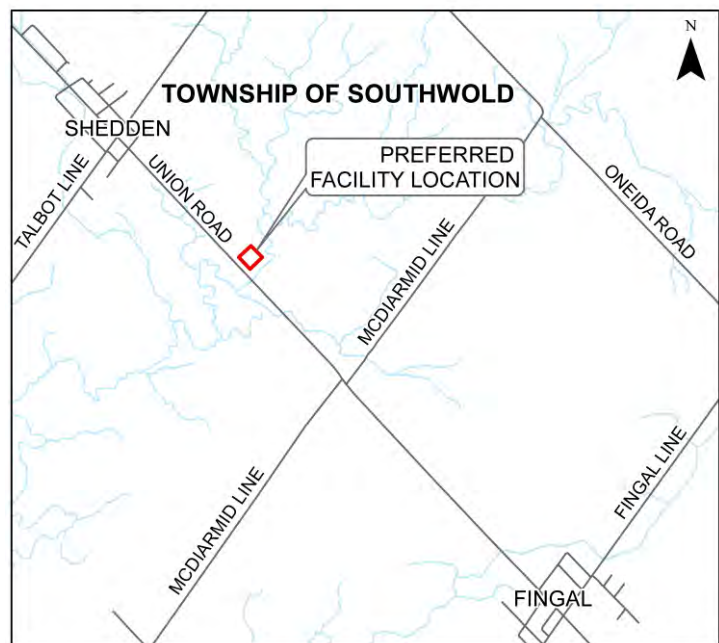 N
TOWNSHIP OF SOUTHWOLD
SHEDDEN
PREFERRED
FACILITY LOCATION
UNION ROAD
TALBOT LINE
ONEIDA ROAD
MCDIARMID LINE
MCDIARMID LINE
FINGAL LINE
FINGAL